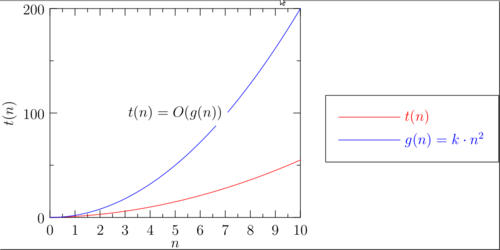 200
t(n)
t(n) = O(g(n))
100
g(n) = k · n²
t(n)
0
0 1 2 3 4 5 6 7 8 9 10
n